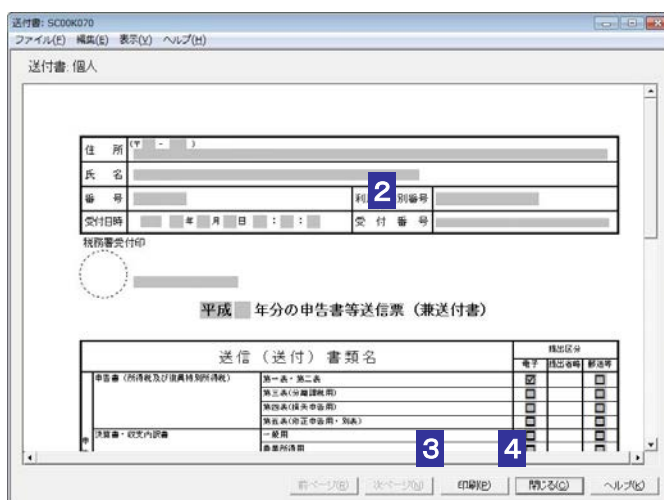 送付書: SC00K070
ファイル(F) 編集(E) 表示(V) ヘルプ(H)
送付書: 個人
住 所 (〒 - )
氏 名
番 号 利 2 別番号
受付日時 年 月 日 : : 受 付 番 号
税務署受付印
平成 年分の申告書等送信票（兼送付書）
送信（送付）書類名 提出区分
電子 提出省略 郵送等
申告書（所得税及び復興特別所得税） 第一表・第二表
第三表(分離課税用)
第四表(損失申告用)
第五表(修正申告用・別表)
申 決算書・収支内訳書 一般用
農業所得用
3 4
前ページ(B) 次ページ(N) 印刷(P) 閉じる(C) ヘルプ(K)